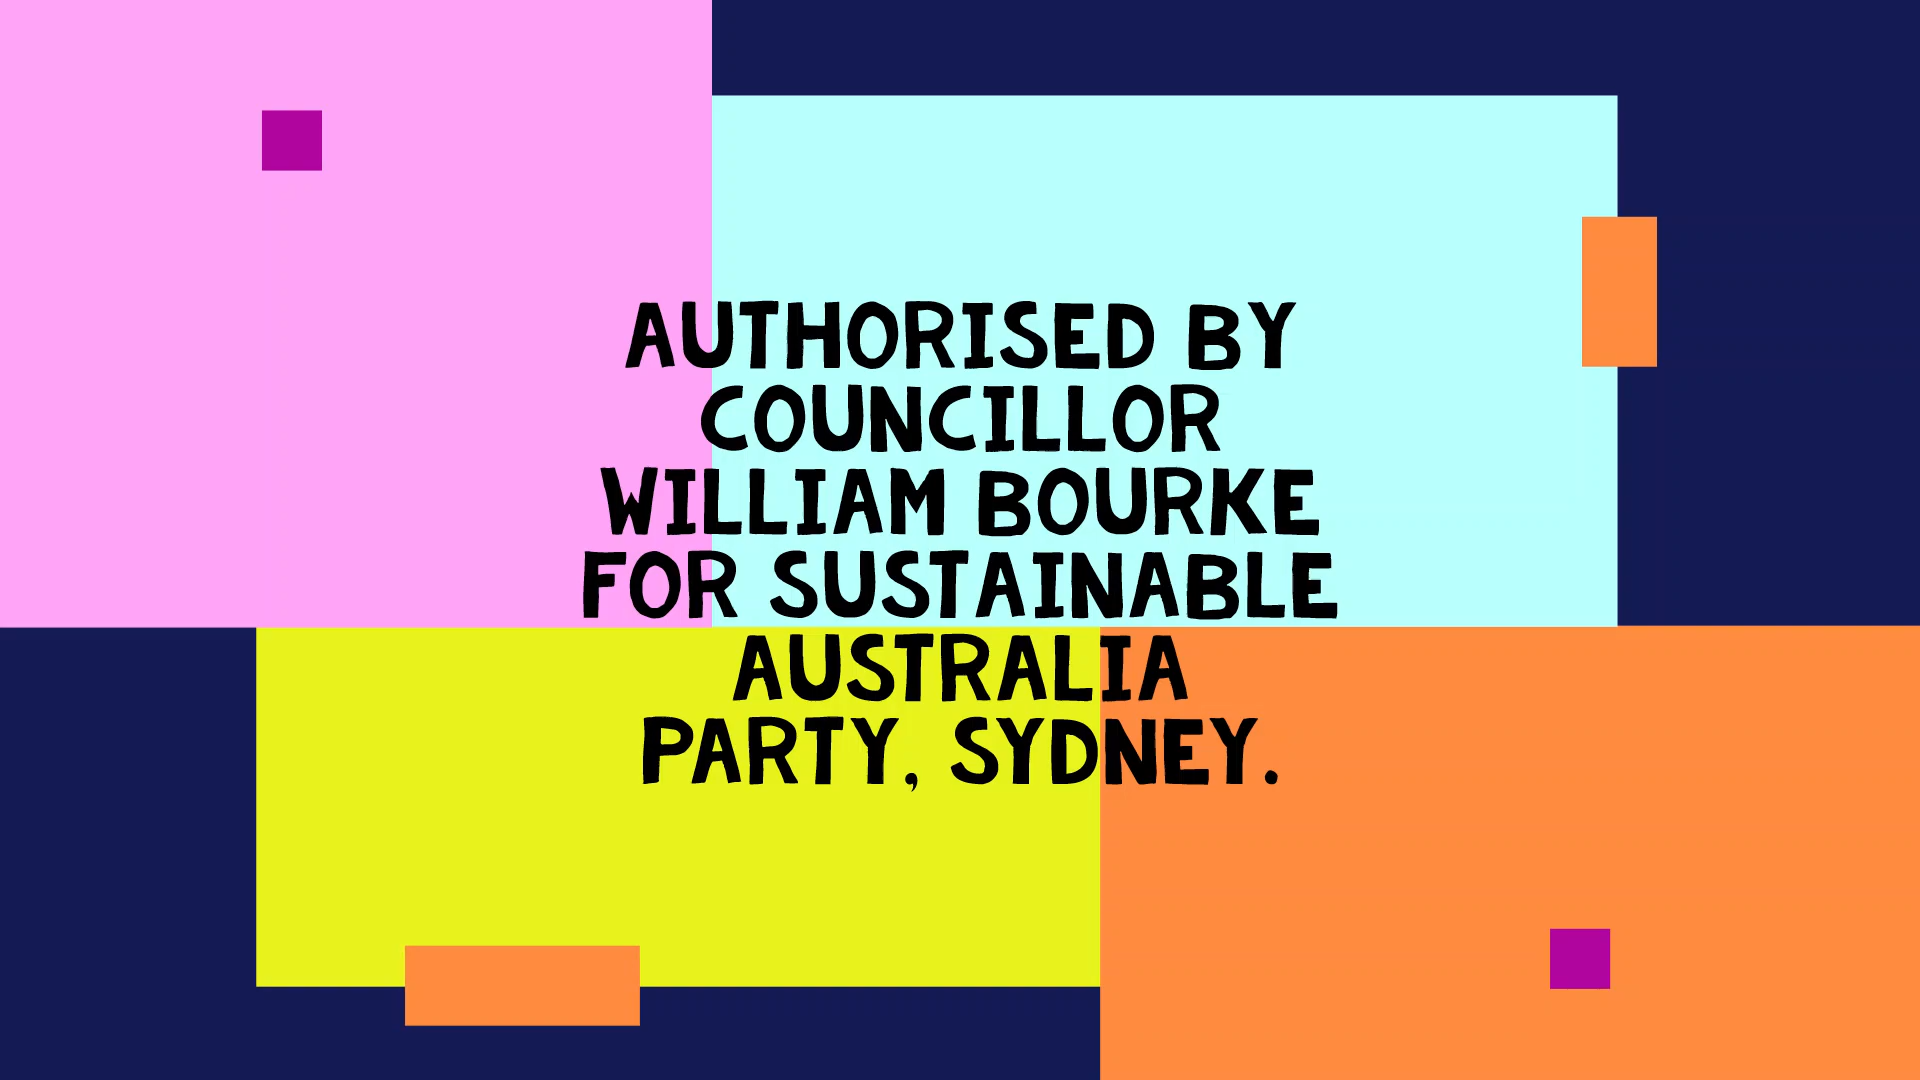 AUTHORISED BY
COUNCILLOR
WILLIAM BOURKE
FOR SUSTAINABLE
AUSTRALIA
PARTY, SYDNEY.